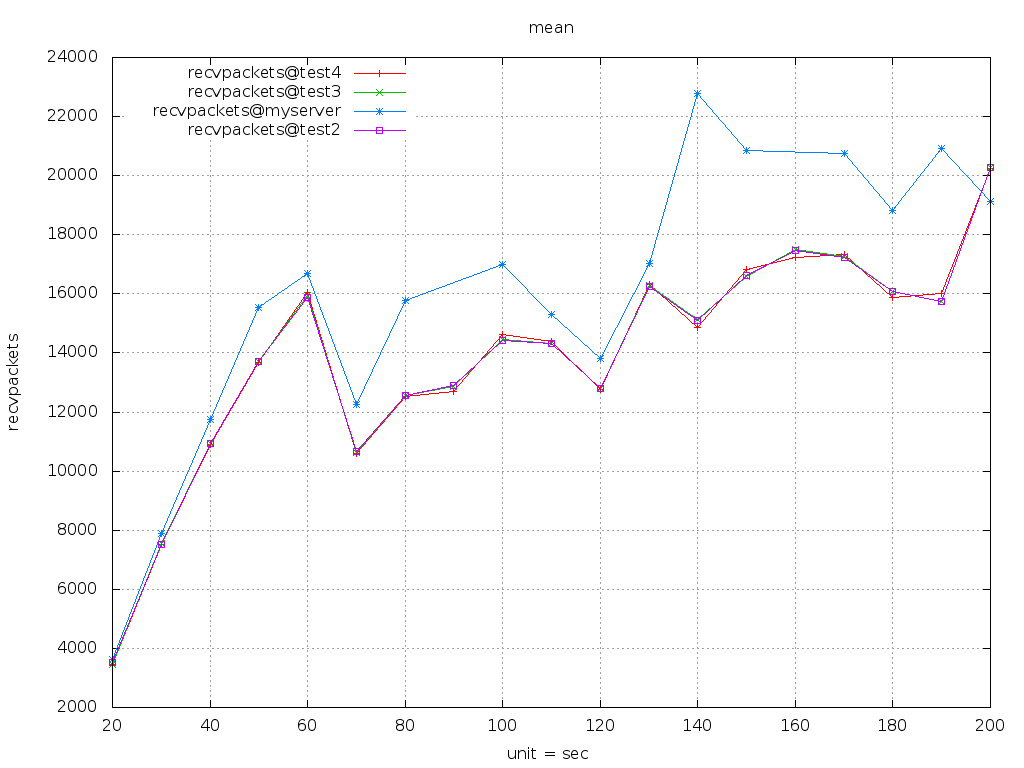 mean
24000
22000
20000
18000
16000
14000
12000
10000
8000
6000
4000
2000
recvpackets@test4
recvpackets@test3
recvpackets@myserver
recvpackets@test2
recvpackets
20 40 60 80 100 120 140 160 180 200
unit = sec